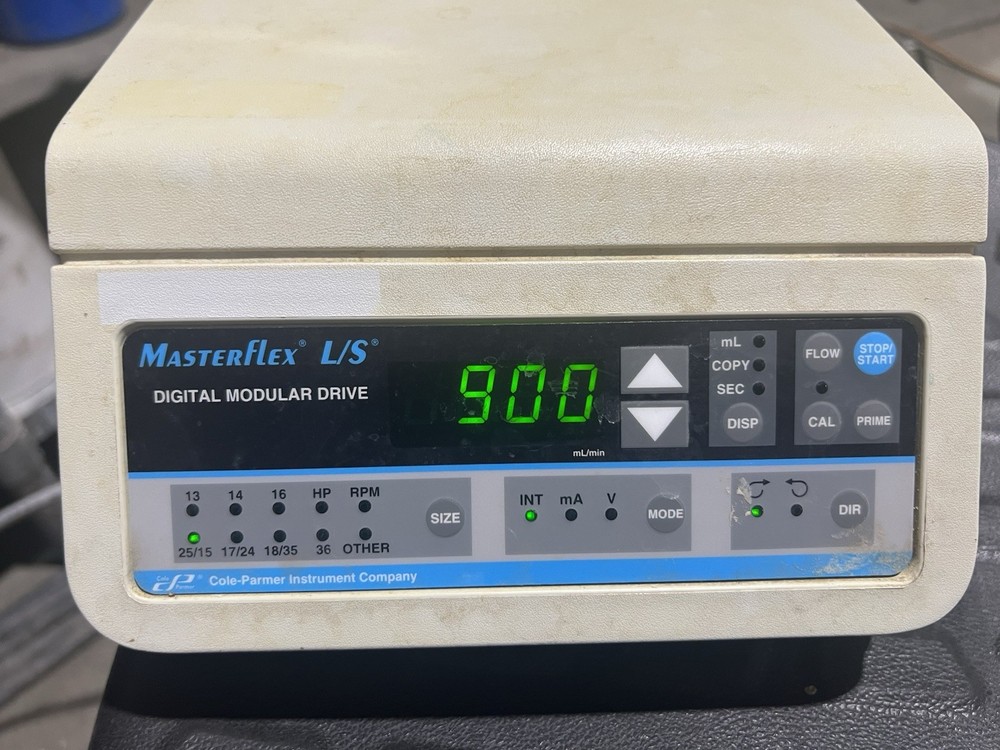 MASTERFLEX® L/S®
DIGITAL MODULAR DRIVE
900
mL/min
mL
COPY
SEC
DISP
FLOW
STOP/
START
CAL
PRIME
13 14 16 HP RPM
25/15 17/24 18/35 36 OTHER
SIZE
INT mA V
MODE
DIR
Cole Parmer ® Cole-Parmer Instrument Company